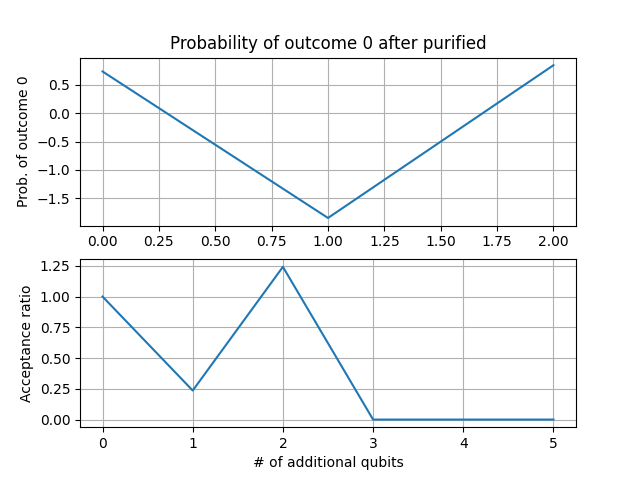 Probability of outcome 0 after purified
Prob. of outcome 0
0.5
0.0
−0.5
−1.0
−1.5
0.00 0.25 0.50 0.75 1.00 1.25 1.50 1.75 2.00
Acceptance ratio
1.25
1.00
0.75
0.50
0.25
0.00
0 1 2 3 4 5
# of additional qubits